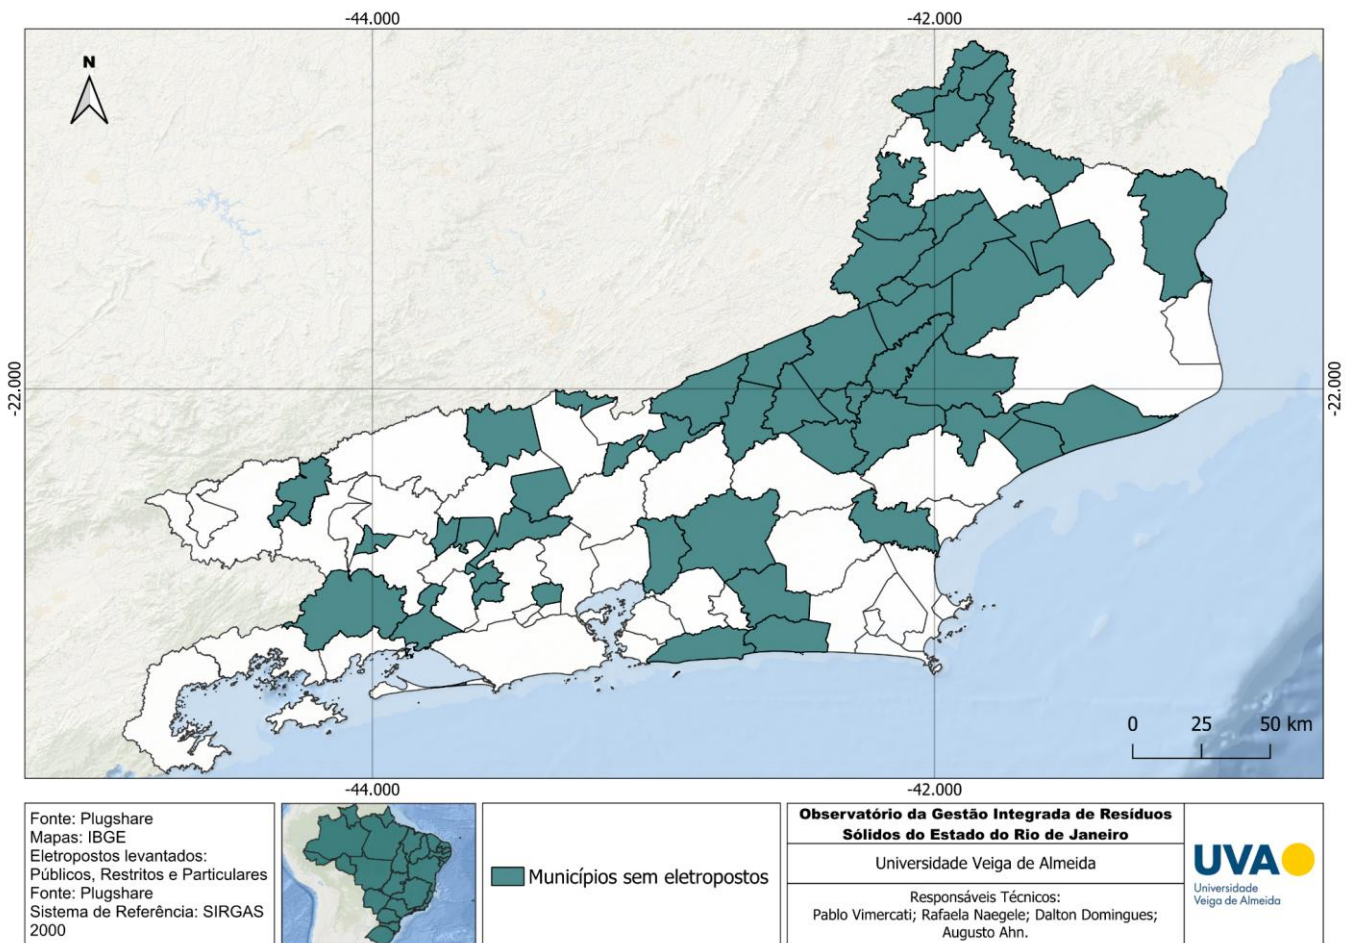 -44.000
-42.000
N
-22.000
-22.000
0 25 50 km
-44.000
-42.000
Fonte: Plugshare
Mapas: IBGE
Eletropostos levantados:
Públicos, Restritos e Particulares
Fonte: Plugshare
Sistema de Referência: SIRGAS
2000
Municípios sem eletropostos
Observatório da Gestão Integrada de Resíduos
Sólidos do Estado do Rio de Janeiro
Universidade Veiga de Almeida
Responsáveis Técnicos:
Pablo Vimercati; Rafaela Naegele; Dalton Domingues;
Augusto Ahn.
UVA
Universidade
Veiga de Almeida